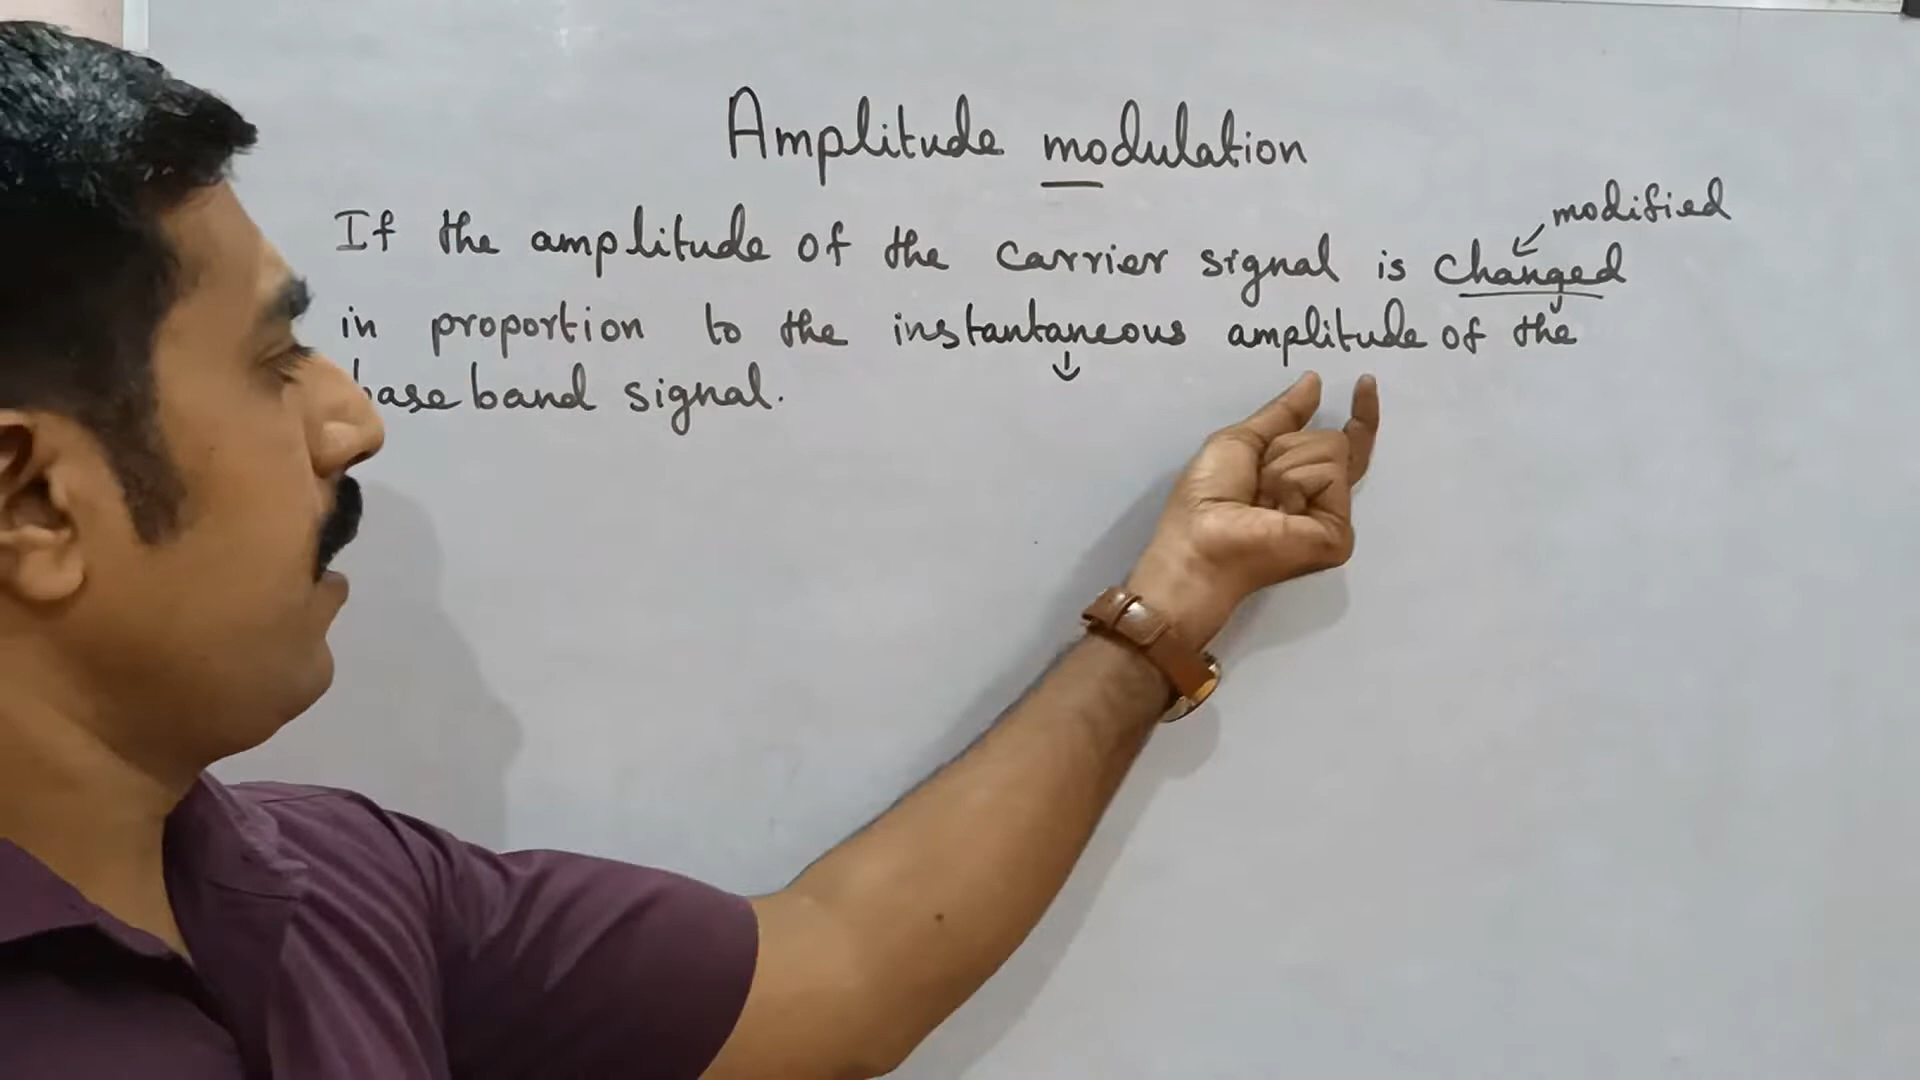 Amplitude modulation
modified
If the amplitude of the carrier signal is changed
in proportion to the instantaneous amplitude of the
base band signal.